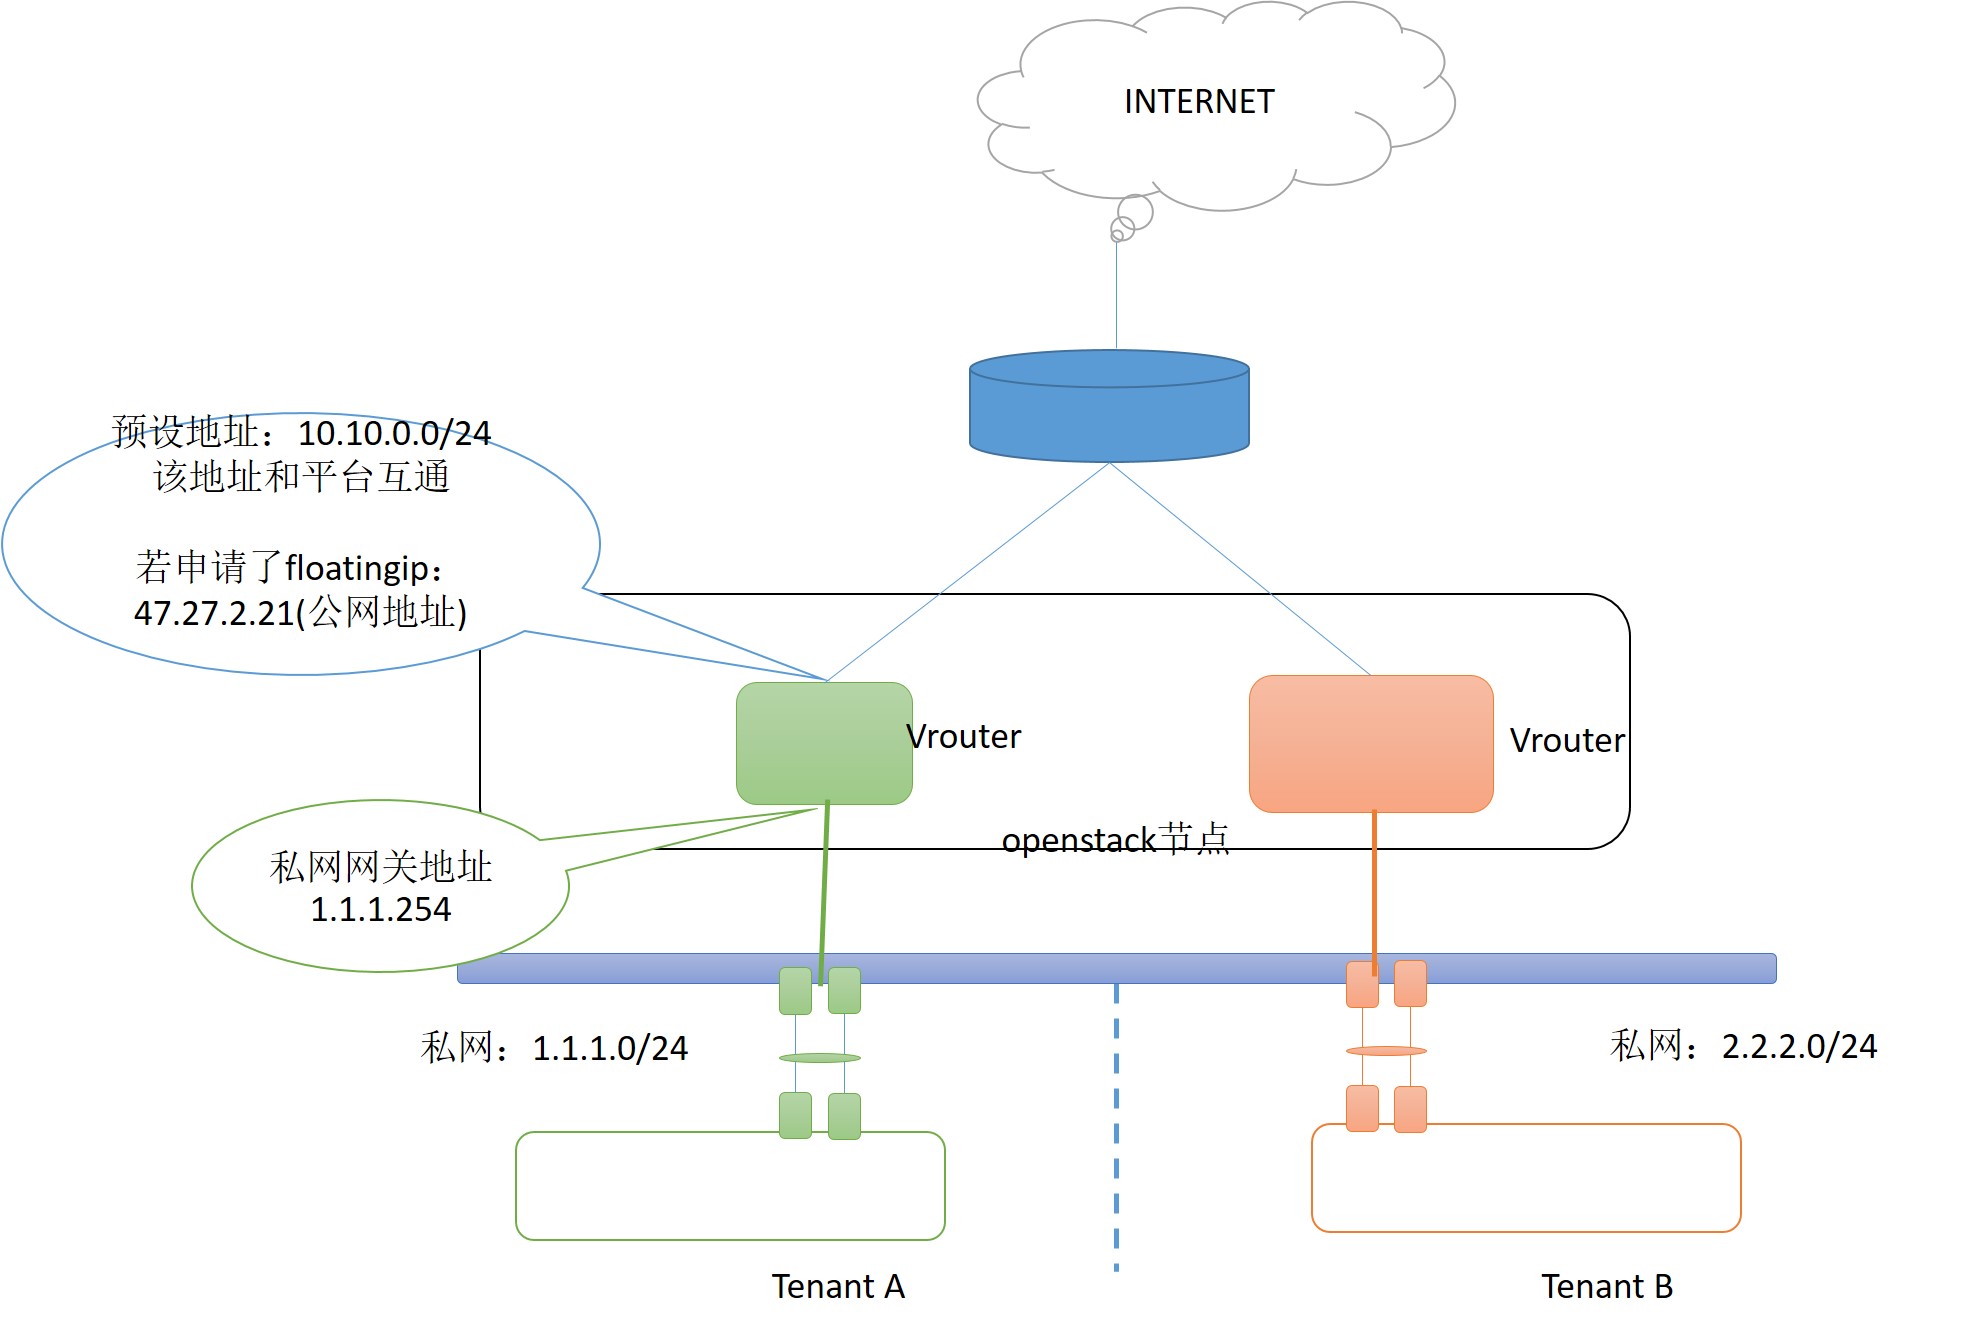 INTERNET
预设地址：10.10.0.0/24
该地址和平台互通
若申请了floatingip：
47.27.2.21(公网地址)
Vrouter
Vrouter
openstack节点
私网网关地址
1.1.1.254
私网：1.1.1.0/24
私网：2.2.2.0/24
Tenant A
Tenant B